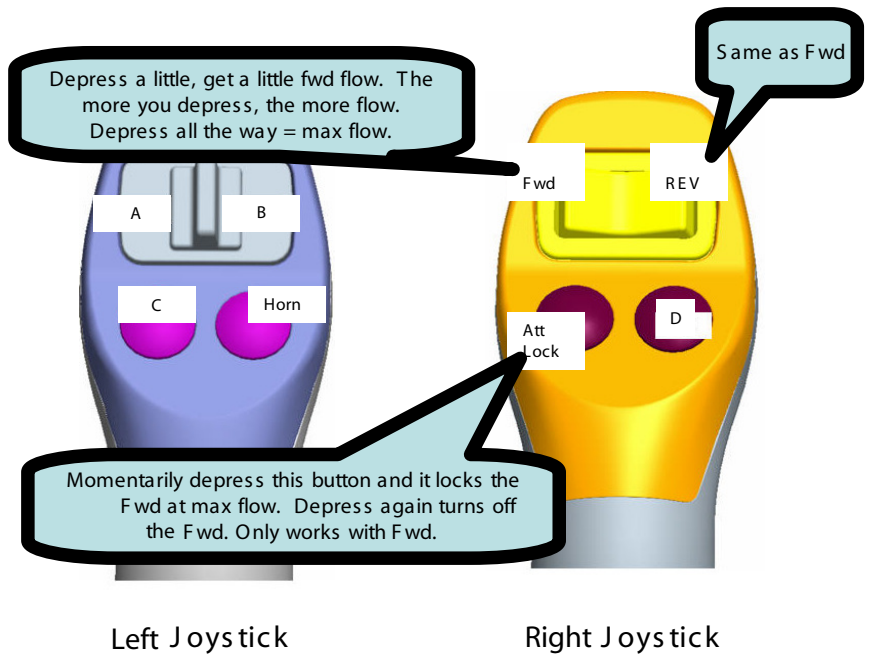 Same as Fwd
Depress a little, get a little fwd flow. The
more you depress, the more flow.
Depress all the way = max flow.
Fwd
REV
A
B
C
Horn
Att
Lock
D
Momentarily depress this button and it locks the
Fwd at max flow. Depress again turns off
the Fwd. Only works with Fwd.
Left Joystick
Right Joystick